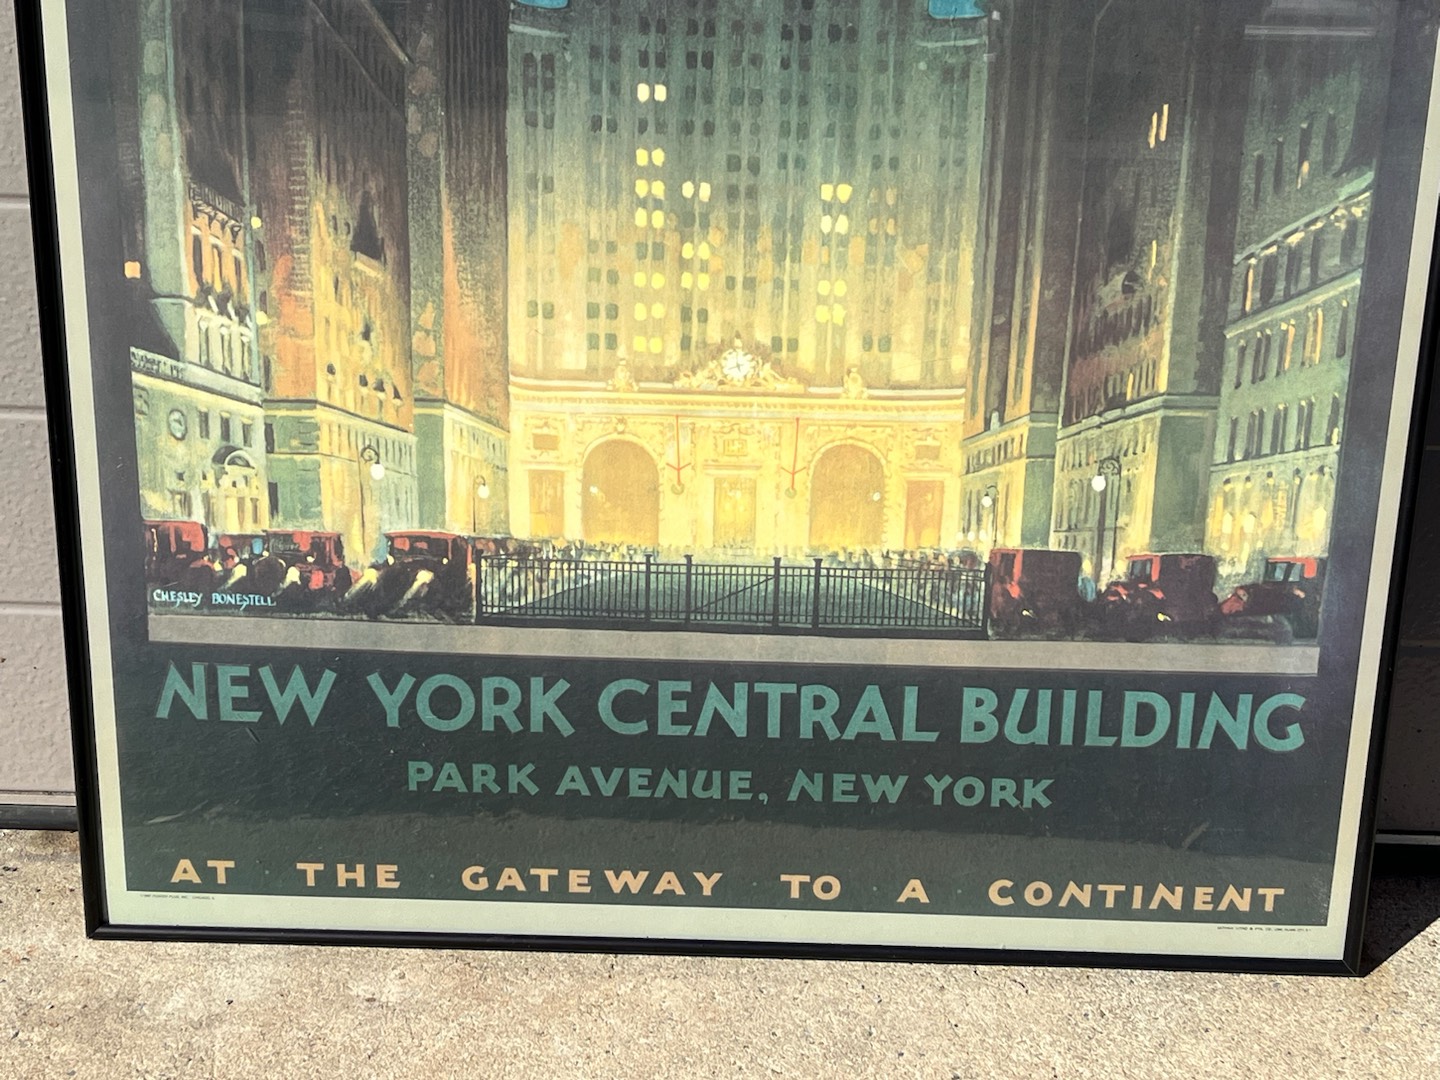 CHESLEY BONESTELL
NEW YORK CENTRAL BUILDING
PARK AVENUE, NEW YORK
AT THE GATEWAY TO A CONTINENT